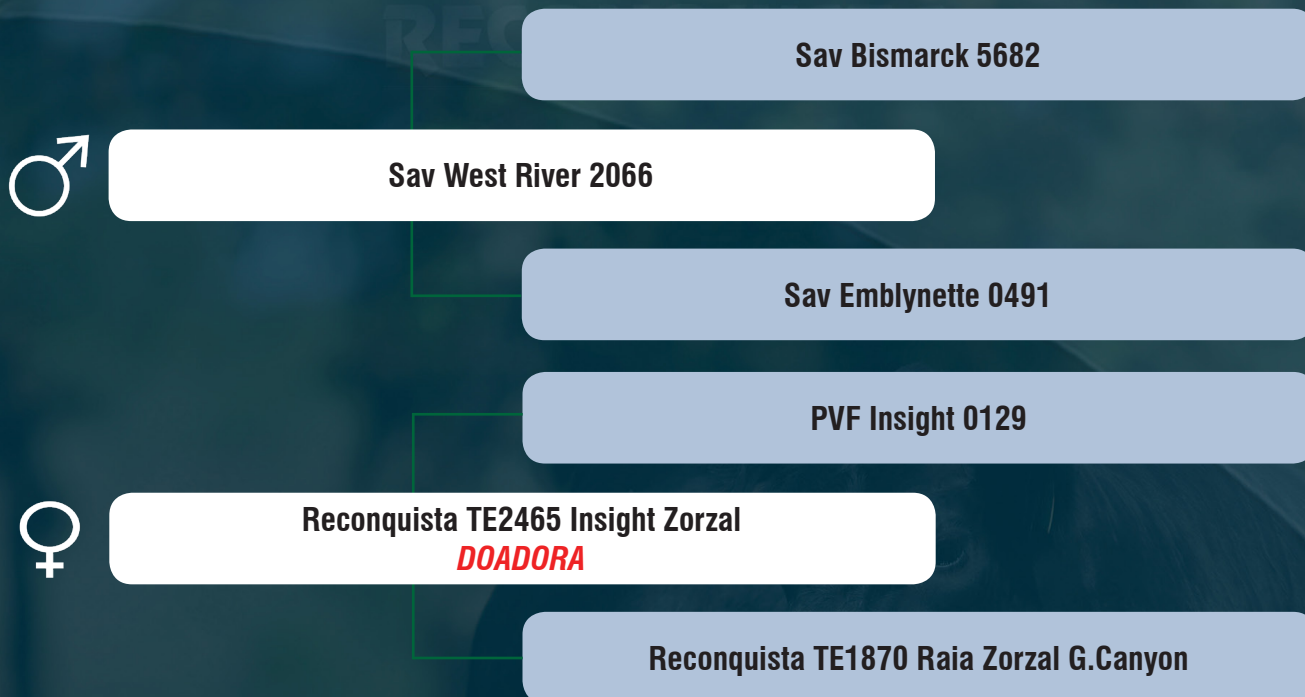 Sav Bismarck 5682
Sav West River 2066
Sav Emblynette 0491
PVF Insight 0129
Reconquista TE2465 Insight Zorzal
DOADORA
Reconquista TE1870 Raia Zorzal G.Canyon